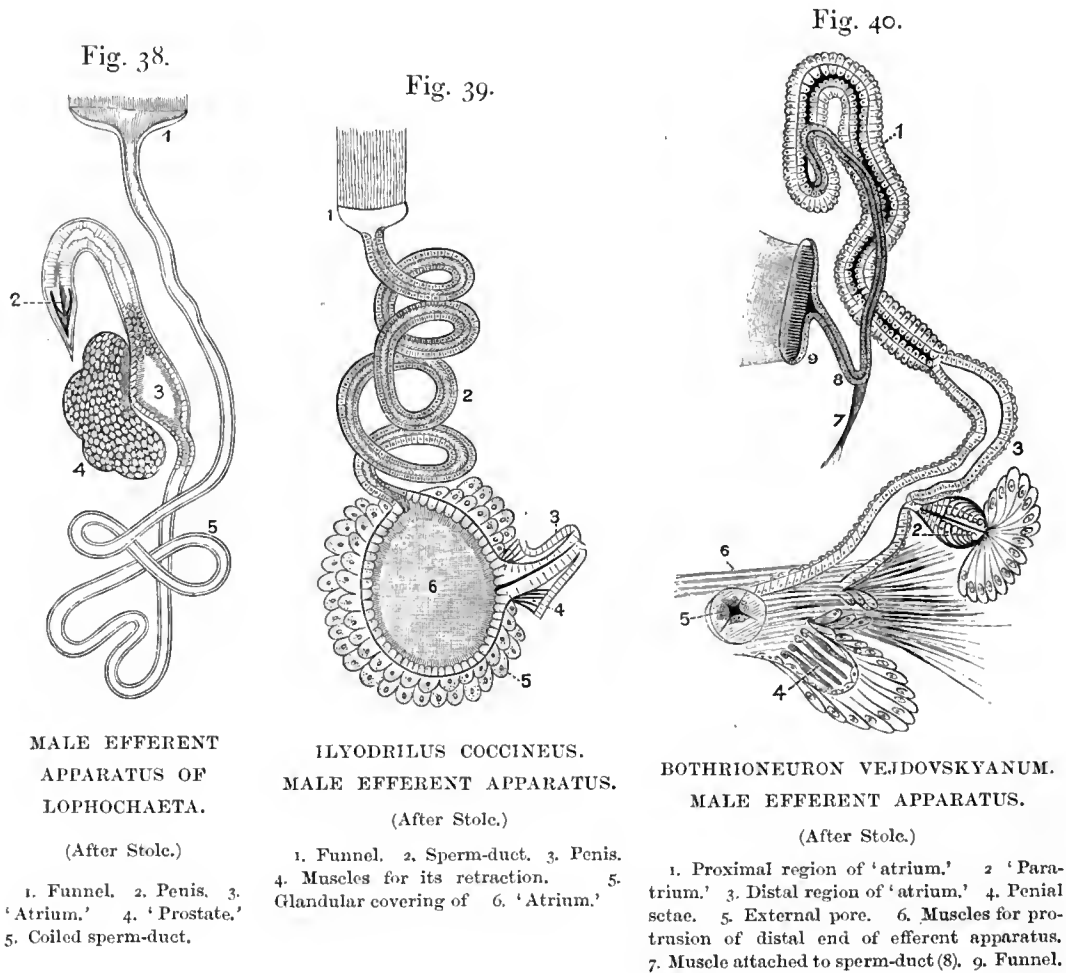 Fig. 38.
1
2
3
4
5
MALE EFFERENT
APPARATUS OF
LOPHOCHAETA.
(After Stolc.)
1. Funnel. 2. Penis. 3.
'Atrium.' 4. 'Prostate.'
5. Coiled sperm-duct.
Fig. 39.
1
2
3
4
6
5
ILYODRILUS COCCINEUS.
MALE EFFERENT APPARATUS.
(After Stolc.)
1. Funnel. 2. Sperm-duct. 3. Penis.
4. Muscles for its retraction. 5.
Glandular covering of 6. 'Atrium.'
Fig. 40.
1
9
8
7
3
2
6
5
4
BOTHRIONEURON VEJDOVSKYANUM.
MALE EFFERENT APPARATUS.
(After Stolc.)
1. Proximal region of 'atrium.' 2 'Para-
trium.' 3. Distal region of 'atrium.' 4. Penial
setae. 5. External pore. 6. Muscles for pro-
trusion of distal end of efferent apparatus.
7. Muscle attached to sperm-duct (8). 9. Funnel.